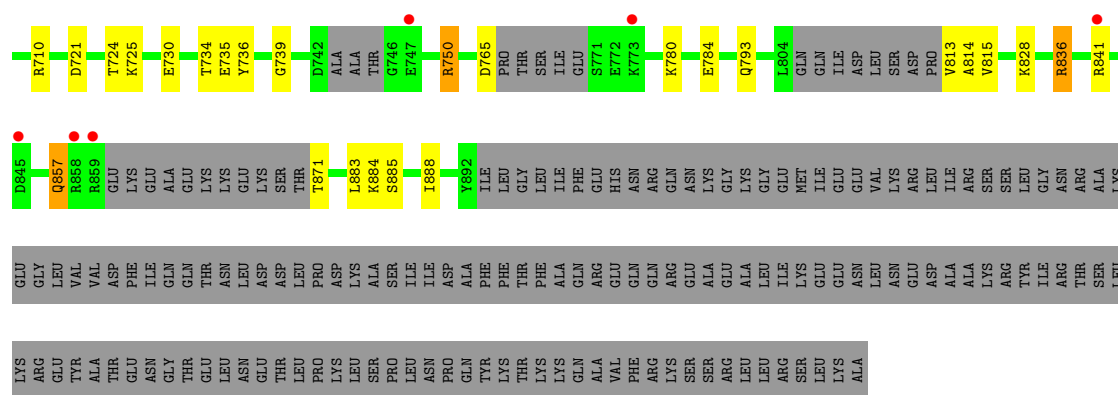 R710 D721 T724 K725 E730 T734 E735 Y736 G739 D742 ALA ALA THR G746 E747 R750 D765 PRO THR SER ILE GLU S771 E772 K773 K780 E784 Q793 L804 GLN GLN ILE ASP LEU SER ASP PRO V813 A814 V815 K828 R836 R841
D845 Q857 R858 R859 GLU LYS GLU ALA GLU LYS LYS GLU LYS SER THR T871 L883 K884 S885 I888 Y892 ILE LEU GLY LEU ILE PHE GLU HIS ASN ARG GLN ASN LYS GLY LYS GLY GLU MET ILE GLU GLU VAL LYS ARG LEU ILE ARG SER SER LEU GLY ASN ARG ALA LYS
GLU GLY LEU VAL VAL ASP PHE ILE GLN GLN THR ASN LEU ASP ASP LEU PRO ASP LYS ALA SER ILE ILE ASP ALA PHE PHE THR PHE ALA GLN ARG GLU GLN GLN ARG GLU ALA GLU ALA LEU ILE LYS GLU GLU ASN LEU ASN GLU ASP ALA ALA LYS ARG TYR ILE ARG THR SER LEU
LYS ARG GLU TYR ALA THR GLU ASN GLY THR GLU LEU ASN GLU THR LEU PRO LYS LEU SER PRO LEU ASN PRO GLN TYR LYS THR LYS LYS GLN ALA VAL PHE ARG LYS SER SER ARG LEU LEU ARG SER LEU LYS ALA